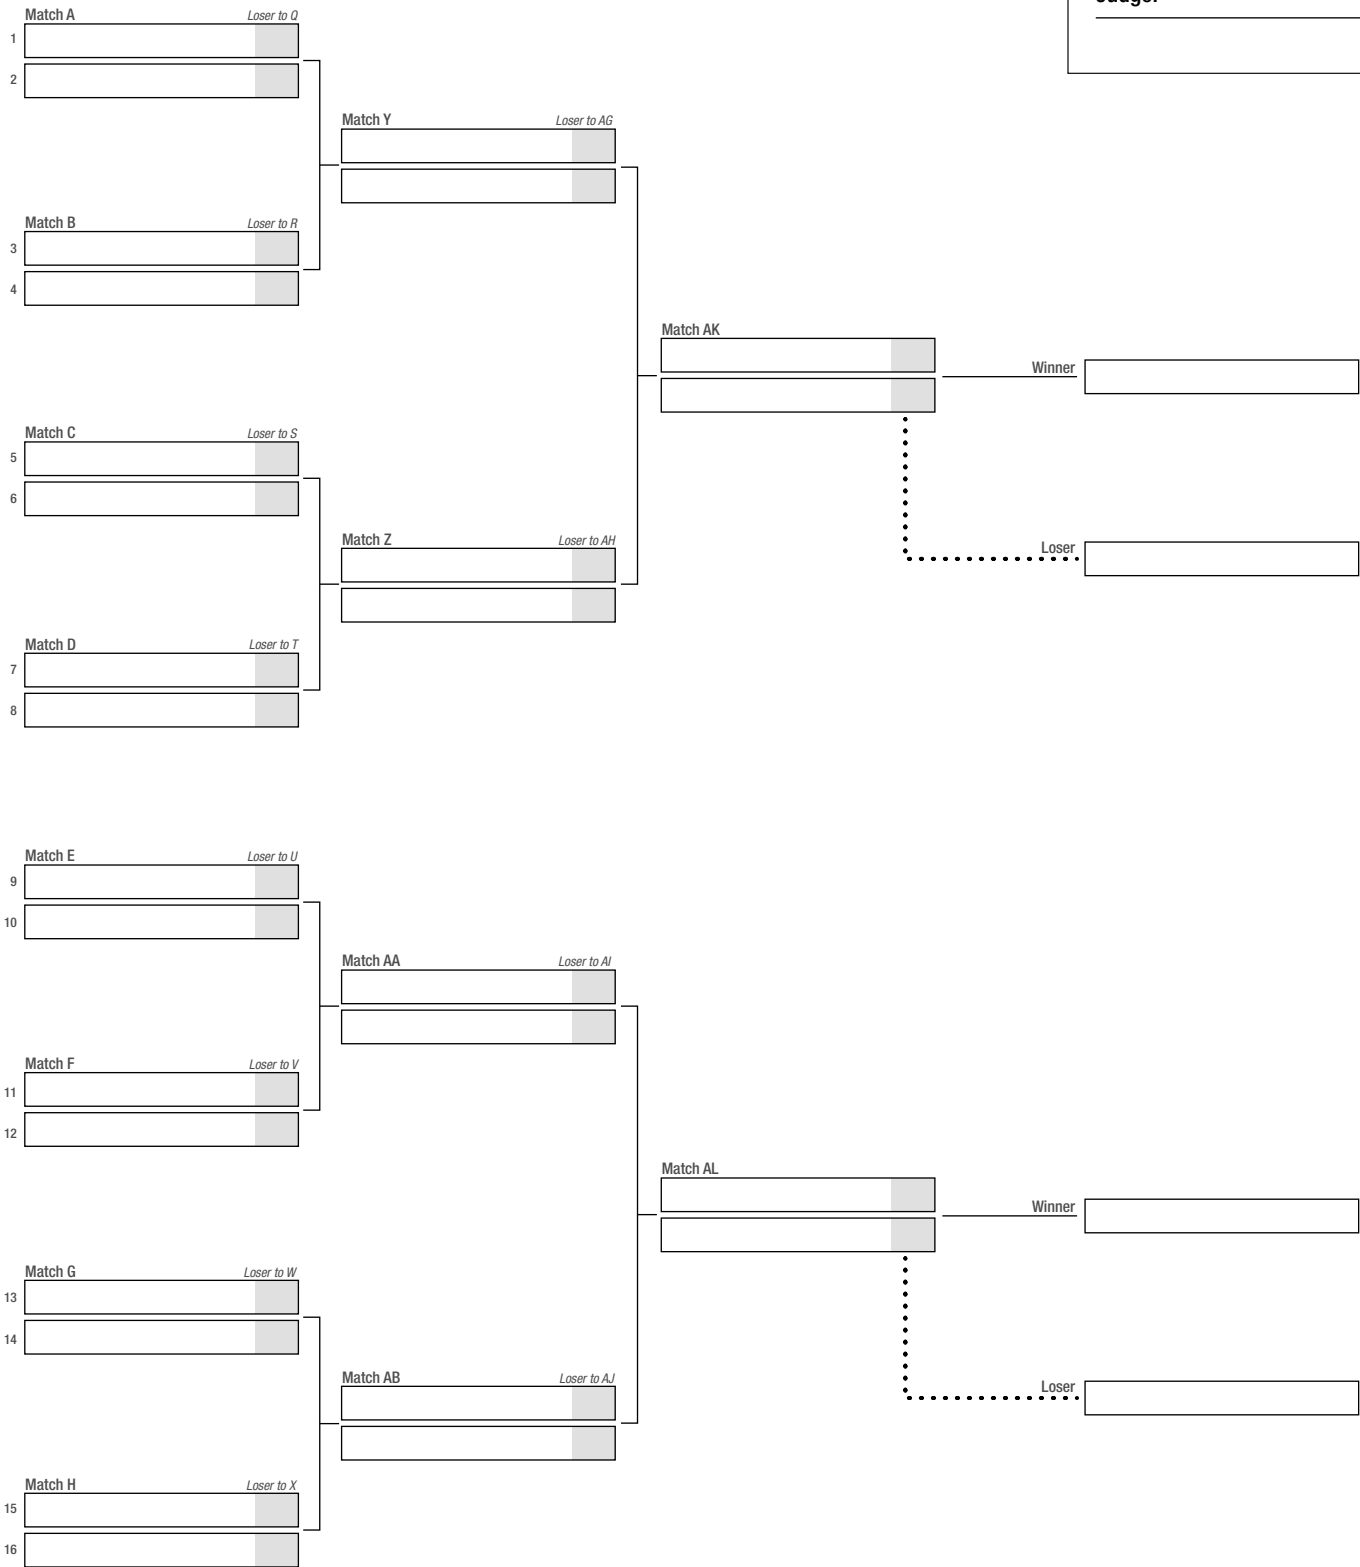 Match A Loser to Q
1
2
Match Y Loser to AG
Match B Loser to R
3
4
Match AK
Winner
Match C Loser to S
5
6
Match Z Loser to AH
Loser
Match D Loser to T
7
8
Match E Loser to U
9
10
Match AA Loser to AI
Match F Loser to V
11
12
Match AL
Winner
Match G Loser to W
13
14
Match AB Loser to AJ
Loser
Match H Loser to X
15
16